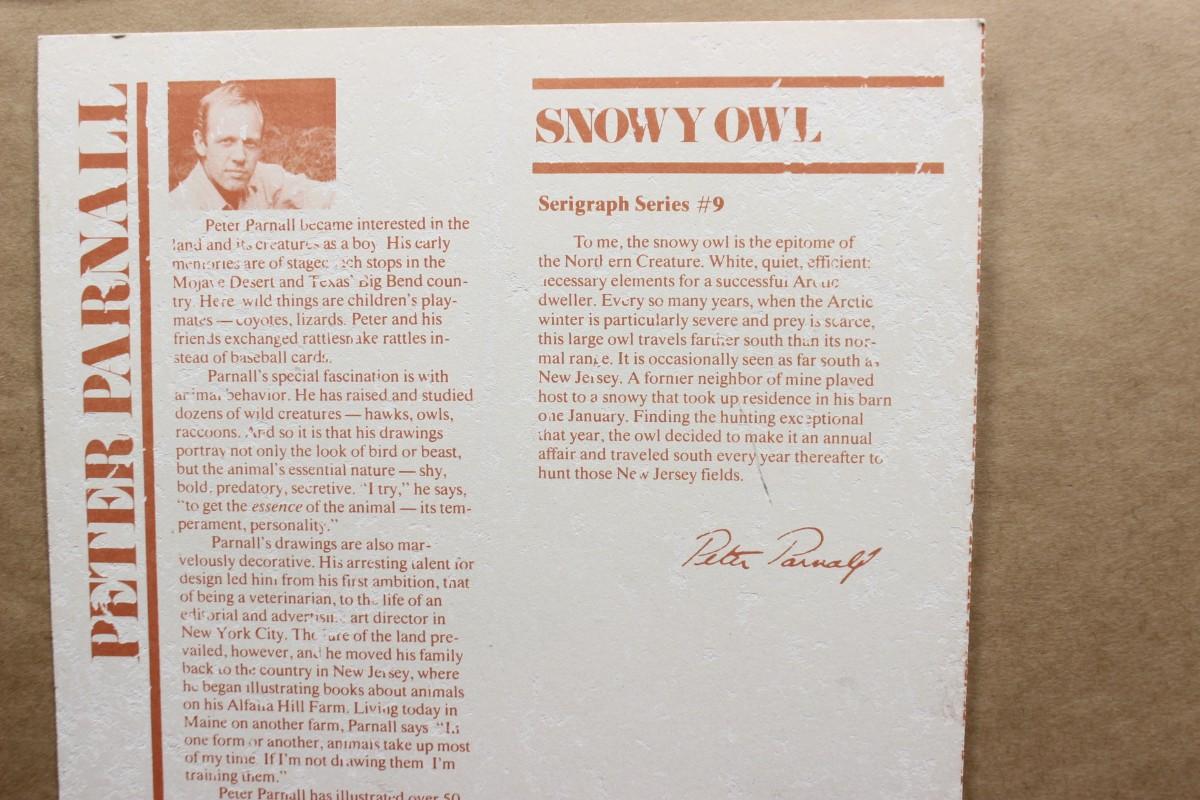 PETER PARNALL
Peter Parnall became interested in the
land and its creatures as a boy. His early
memories are of stagecoach stops in the
Mojave Desert and Texas' Big Bend coun-
try. Here wild things are children's play-
mates — coyotes, lizards. Peter and his
friends exchanged rattlesnake rattles in-
stead of baseball cards.
Parnall's special fascination is with
animal behavior. He has raised and studied
dozens of wild creatures — hawks, owls,
raccoons. And so it is that his drawings
portray not only the look of bird or beast,
but the animal's essential nature — shy,
bold, predatory, secretive. "I try," he says,
"to get the essence of the animal — its tem-
perament, personality."
Parnall's drawings are also mar-
velously decorative. His arresting talent for
design led him from his first ambition, that
of being a veterinarian, to the life of an
editorial and advertising art director in
New York City. The lure of the land pre-
vailed, however, and he moved his family
back to the country in New Jersey, where
he began illustrating books about animals
on his Alfalfa Hill Farm. Living today in
Maine on another farm, Parnall says "In
one form or another, animals take up most
of my time. If I'm not drawing them I'm
training them."
Peter Parnall has illustrated over 50
SNOWY OWL
Serigraph Series #9
To me, the snowy owl is the epitome of
the Northern Creature. White, quiet, efficient:
necessary elements for a successful Arctic
dweller. Every so many years, when the Arctic
winter is particularly severe and prey is scarce,
this large owl travels farther south than its nor-
mal range. It is occasionally seen as far south as
New Jersey. A former neighbor of mine played
host to a snowy that took up residence in his barn
one January. Finding the hunting exceptional
that year, the owl decided to make it an annual
affair and traveled south every year thereafter to
hunt those New Jersey fields.
Peter Parnall